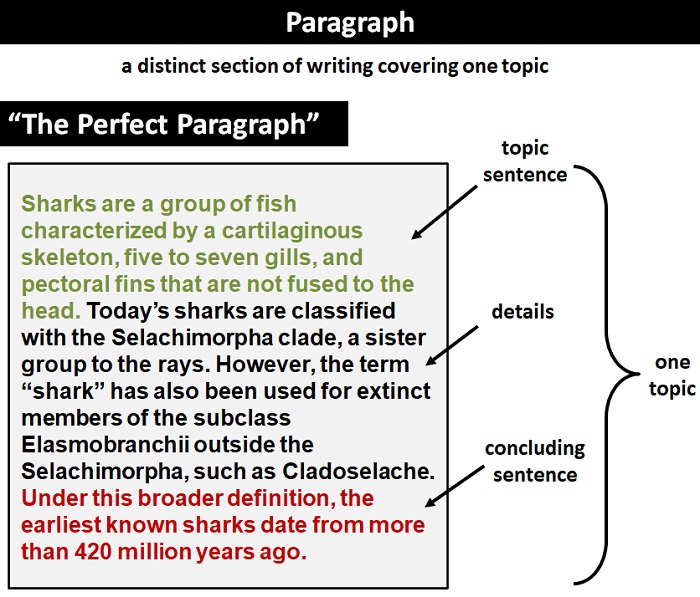 Paragraph
a distinct section of writing covering one topic
“The Perfect Paragraph”
Sharks are a group of fish
characterized by a cartilaginous
skeleton, five to seven gills, and
pectoral fins that are not fused to the
head. Today’s sharks are classified
with the Selachimorpha clade, a sister
group to the rays. However, the term
“shark” has also been used for extinct
members of the subclass
Elasmobranchii outside the
Selachimorpha, such as Cladoselache.
Under this broader definition, the
earliest known sharks date from more
than 420 million years ago.
topic
sentence
details
concluding
sentence
one
topic